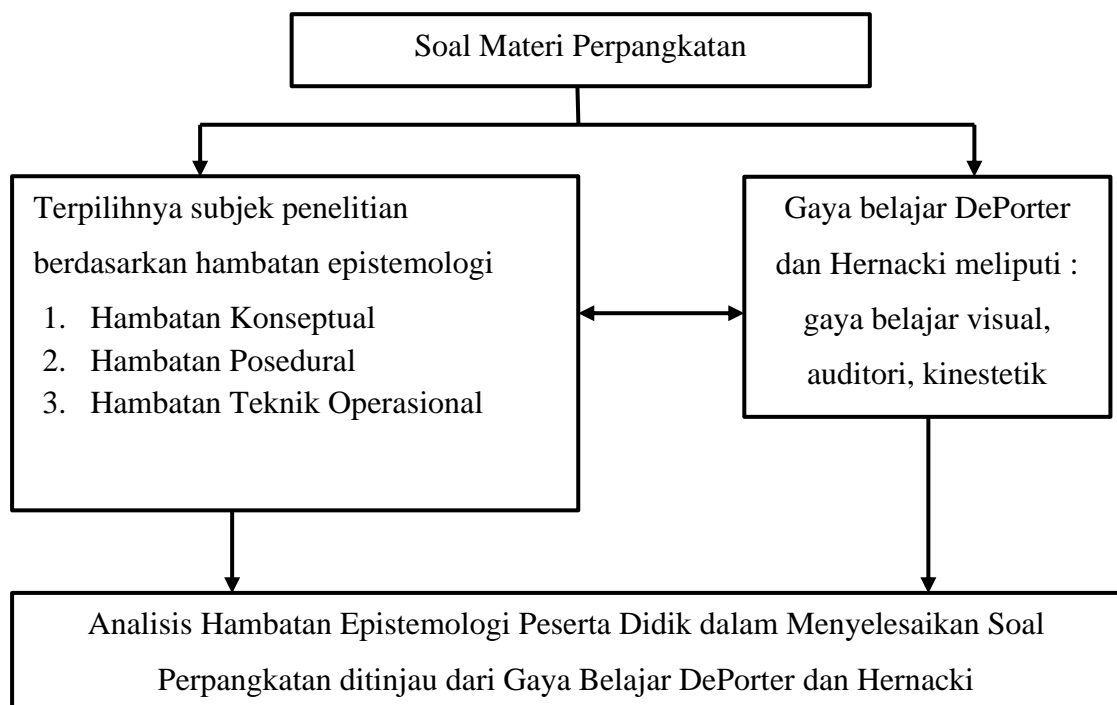 Soal Materi Perpangkatan
Terpilihnya subjek penelitian
berdasarkan hambatan epistemologi
1. Hambatan Konseptual
2. Hambatan Posedural
3. Hambatan Teknik Operasional
Gaya belajar DePorter
dan Hernacki meliputi :
gaya belajar visual,
auditori, kinestetik
Analisis Hambatan Epistemologi Peserta Didik dalam Menyelesaikan Soal
Perpangkatan ditinjau dari Gaya Belajar DePorter dan Hernacki